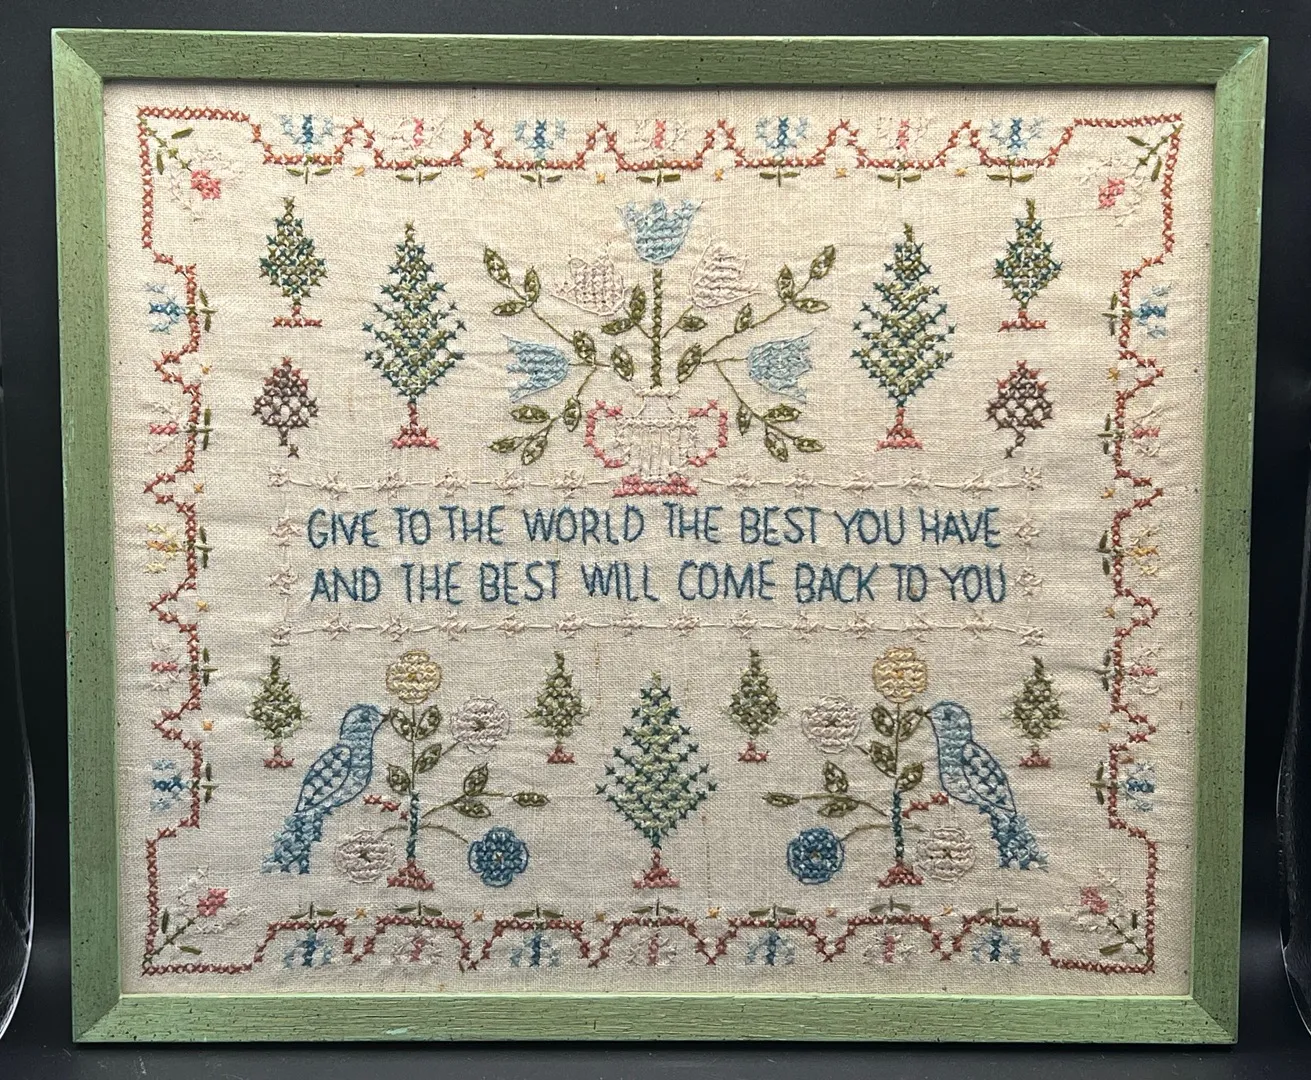 GIVE TO THE WORLD THE BEST YOU HAVE
AND THE BEST WILL COME BACK TO YOU